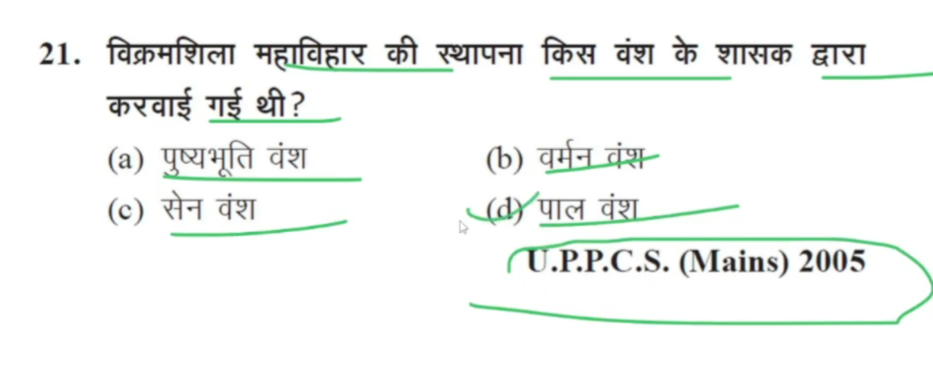 21. विक्रमशिला महाविहार की स्थापना किस वंश के शासक द्वारा
करवाई गई थी?
(a) पुष्यभूति वंश (b) वर्मन वंश
(c) सेन वंश (d) पाल वंश
U.P.P.C.S. (Mains) 2005